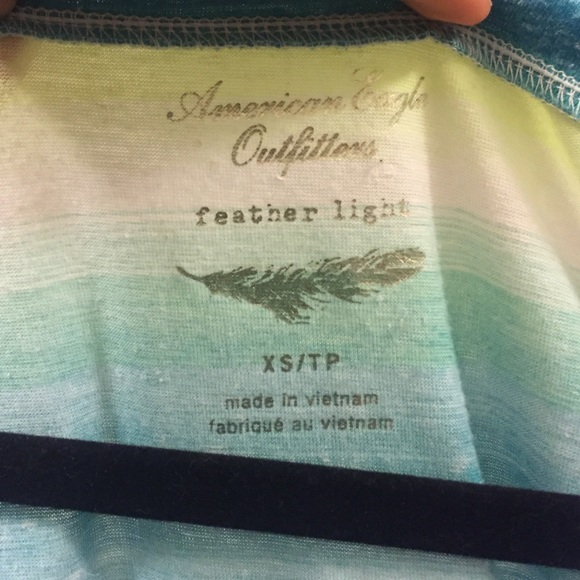 American Eagle
Outfitters
feather light
XS/TP
made in vietnam
fabriqué au vietnam